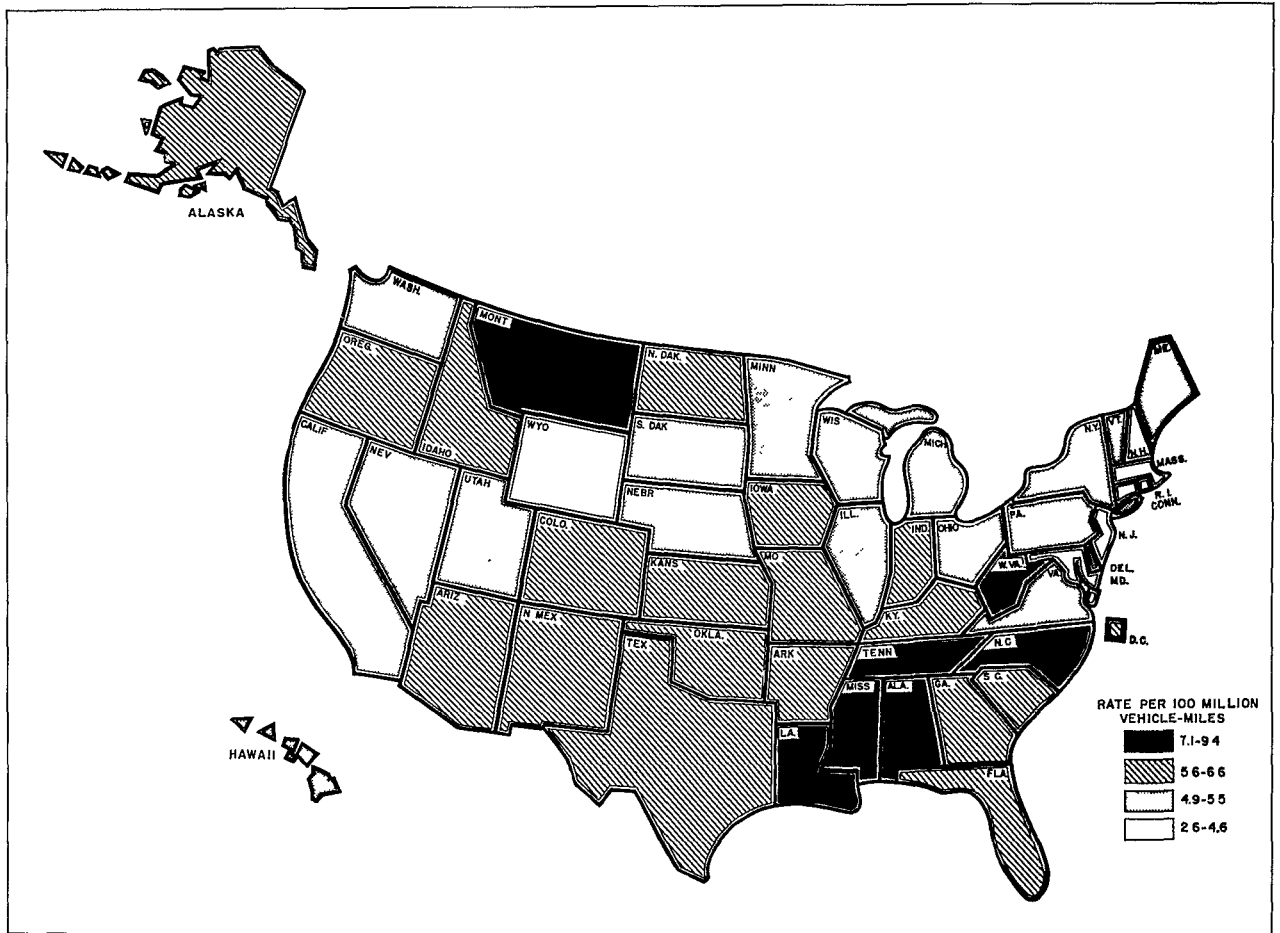 ALASKA
WASH.
MONT
N. DAK.
MINN
ME.
OREG.
CALIF
NEV
IDAHO
WYO
S. DAK
WIS
MICH.
N.Y.
VT.
N.H.
MASS.
R. I.
CONN.
UTAH
NEBR
IOWA
ILL.
IND.
OHIO
PA.
N. J.
COLO.
KANS
MO
W. VA.
VA.
DEL.
MD.
ARIZ
N MEX
OKLA.
TEX
ARK
KY.
TENN
N.C
D.C.
MISS
ALA.
GA.
S C.
LA.
FLA
HAWAII
RATE PER 100 MILLION
VEHICLE-MILES
7.1-9 4
5 6-6 6
4.9-5 5
2 6-4.6